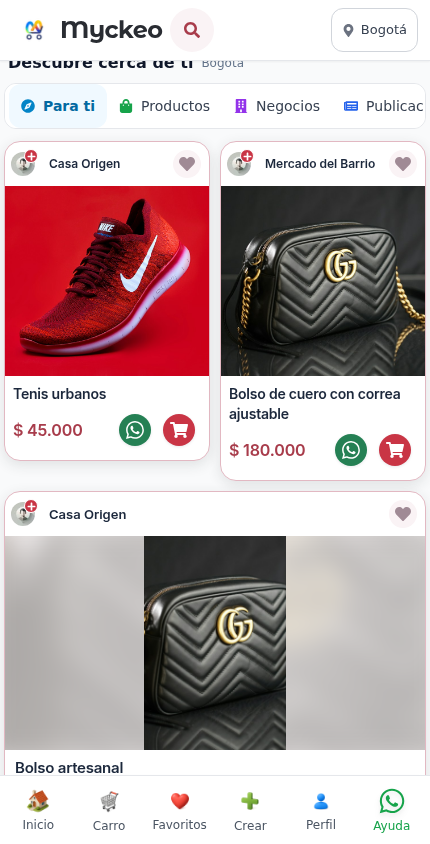 Myckeo
Bogotá
Descubre cerca de ti Bogotá
Para ti
Productos
Negocios
Publicac
Casa Origen
Mercado del Barrio
NIKE
GG
Tenis urbanos
$ 45.000
Bolso de cuero con correa
ajustable
$ 180.000
Casa Origen
GG
Bolso artesanal
Inicio
Carro
Favoritos
Crear
Perfil
Ayuda